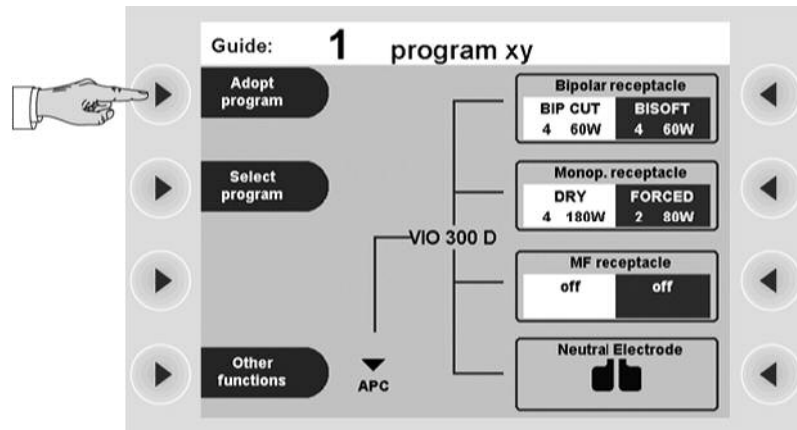 Guide: 1 program xy
Adopt
program
Bipolar receptacle
BIP CUT BISOFT
4 60W 4 60W
Select
program
Monop. receptacle
DRY FORCED
4 180W 2 80W
VIO 300 D
MF receptacle
off off
Other
functions
APC
Neutral Electrode